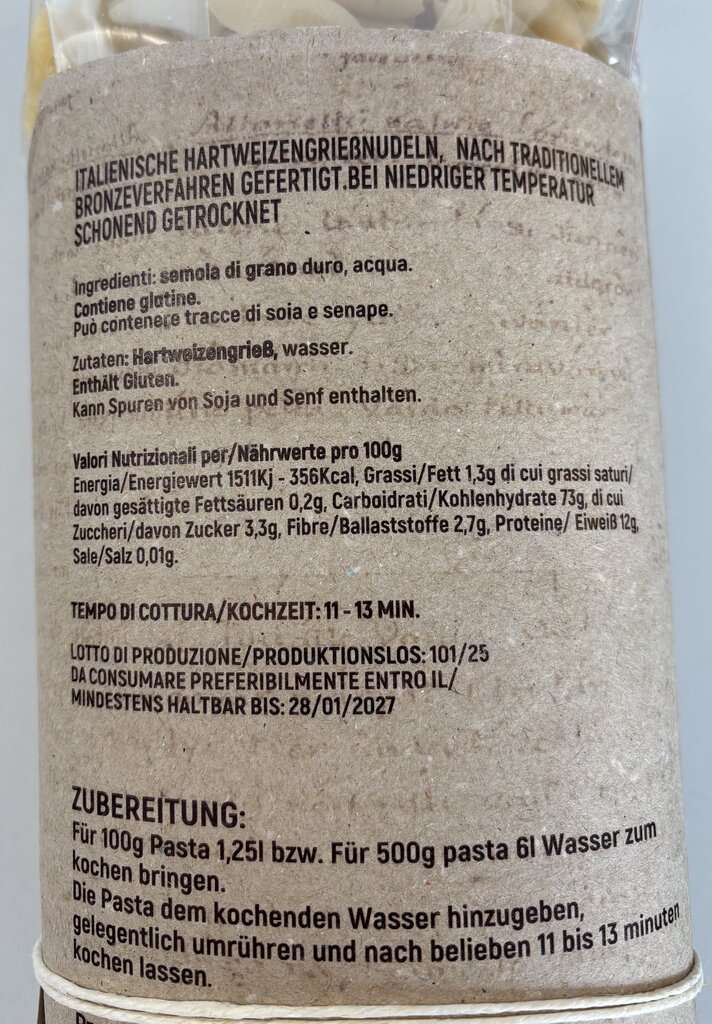 ITALIENISCHE HARTWEIZENGRIEßNUDELN, NACH TRADITIONELLEM
BRONZEVERFAHREN GEFERTIGT.BEI NIEDRIGER TEMPERATUR
SCHONEND GETROCKNET
Ingredienti: semola di grano duro, acqua.
Contiene glutine.
Può contenere tracce di soia e senape.
Zutaten: Hartweizengrieß, wasser.
Enthält Gluten.
Kann Spuren von Soja und Senf enthalten.
Valori Nutrizionali per/Nährwerte pro 100g
Energia/Energiewert 1511Kj - 356Kcal, Grassi/Fett 1,3g di cui grassi saturi/
davon gesättigte Fettsäuren 0,2g, Carboidrati/Kohlenhydrate 73g, di cui
Zuccheri/davon Zucker 3,3g, Fibre/Ballaststoffe 2,7g, Proteine/ Eiweiß 12g,
Sale/Salz 0,01g.
TEMPO DI COTTURA/KOCHZEIT: 11 - 13 MIN.
LOTTO DI PRODUZIONE/PRODUKTIONSLOS: 101/25
DA CONSUMARE PREFERIBILMENTE ENTRO IL/
MINDESTENS HALTBAR BIS: 28/01/2027
ZUBEREITUNG:
Für 100g Pasta 1,25l bzw. Für 500g pasta 6l Wasser zum
kochen bringen.
Die Pasta dem kochenden Wasser hinzugeben,
gelegentlich umrühren und nach belieben 11 bis 13 minuten
kochen lassen.